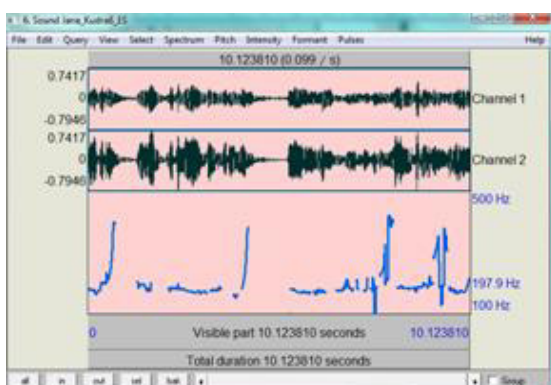 6. Sound Jana_Kudrnáč_ES
File Edit Query View Select Spectrum Pitch Intensity Formant Pulses Help
10.123810 (0.099 / s)
0.7417
0
-0.7946
Channel 1
0.7417
0
-0.7946
Channel 2
500 Hz
197.9 Hz
100 Hz
0 Visible part 10.123810 seconds 10.123810
Total duration 10.123810 seconds
all in out sel bak Group